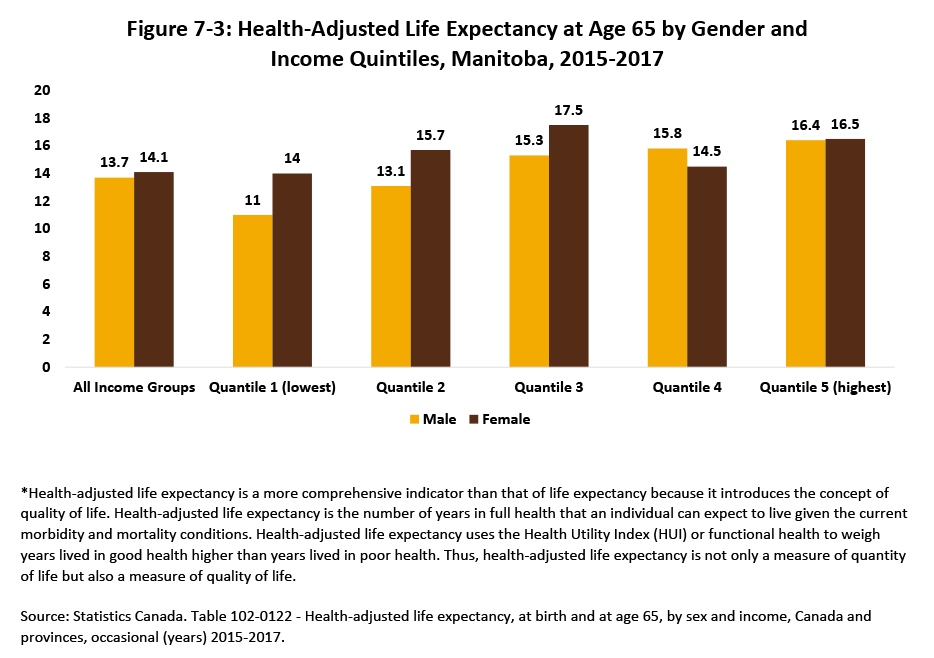 Figure 7-3: Health-Adjusted Life Expectancy at Age 65 by Gender and
Income Quintiles, Manitoba, 2015-2017
20
18
16
14
12
10
8
6
4
2
0
13.7
14.1
11
14
13.1
15.7
15.3
17.5
15.8
14.5
16.4
16.5
All Income Groups
Quantile 1 (lowest)
Quantile 2
Quantile 3
Quantile 4
Quantile 5 (highest)
Male
Female
*Health-adjusted life expectancy is a more comprehensive indicator than that of life expectancy because it introduces the concept of
quality of life. Health-adjusted life expectancy is the number of years in full health that an individual can expect to live given the current
morbidity and mortality conditions. Health-adjusted life expectancy uses the Health Utility Index (HUI) or functional health to weigh
years lived in good health higher than years lived in poor health. Thus, health-adjusted life expectancy is not only a measure of quantity
of life but also a measure of quality of life.
Source: Statistics Canada. Table 102-0122 - Health-adjusted life expectancy, at birth and at age 65, by sex and income, Canada and
provinces, occasional (years) 2015-2017.